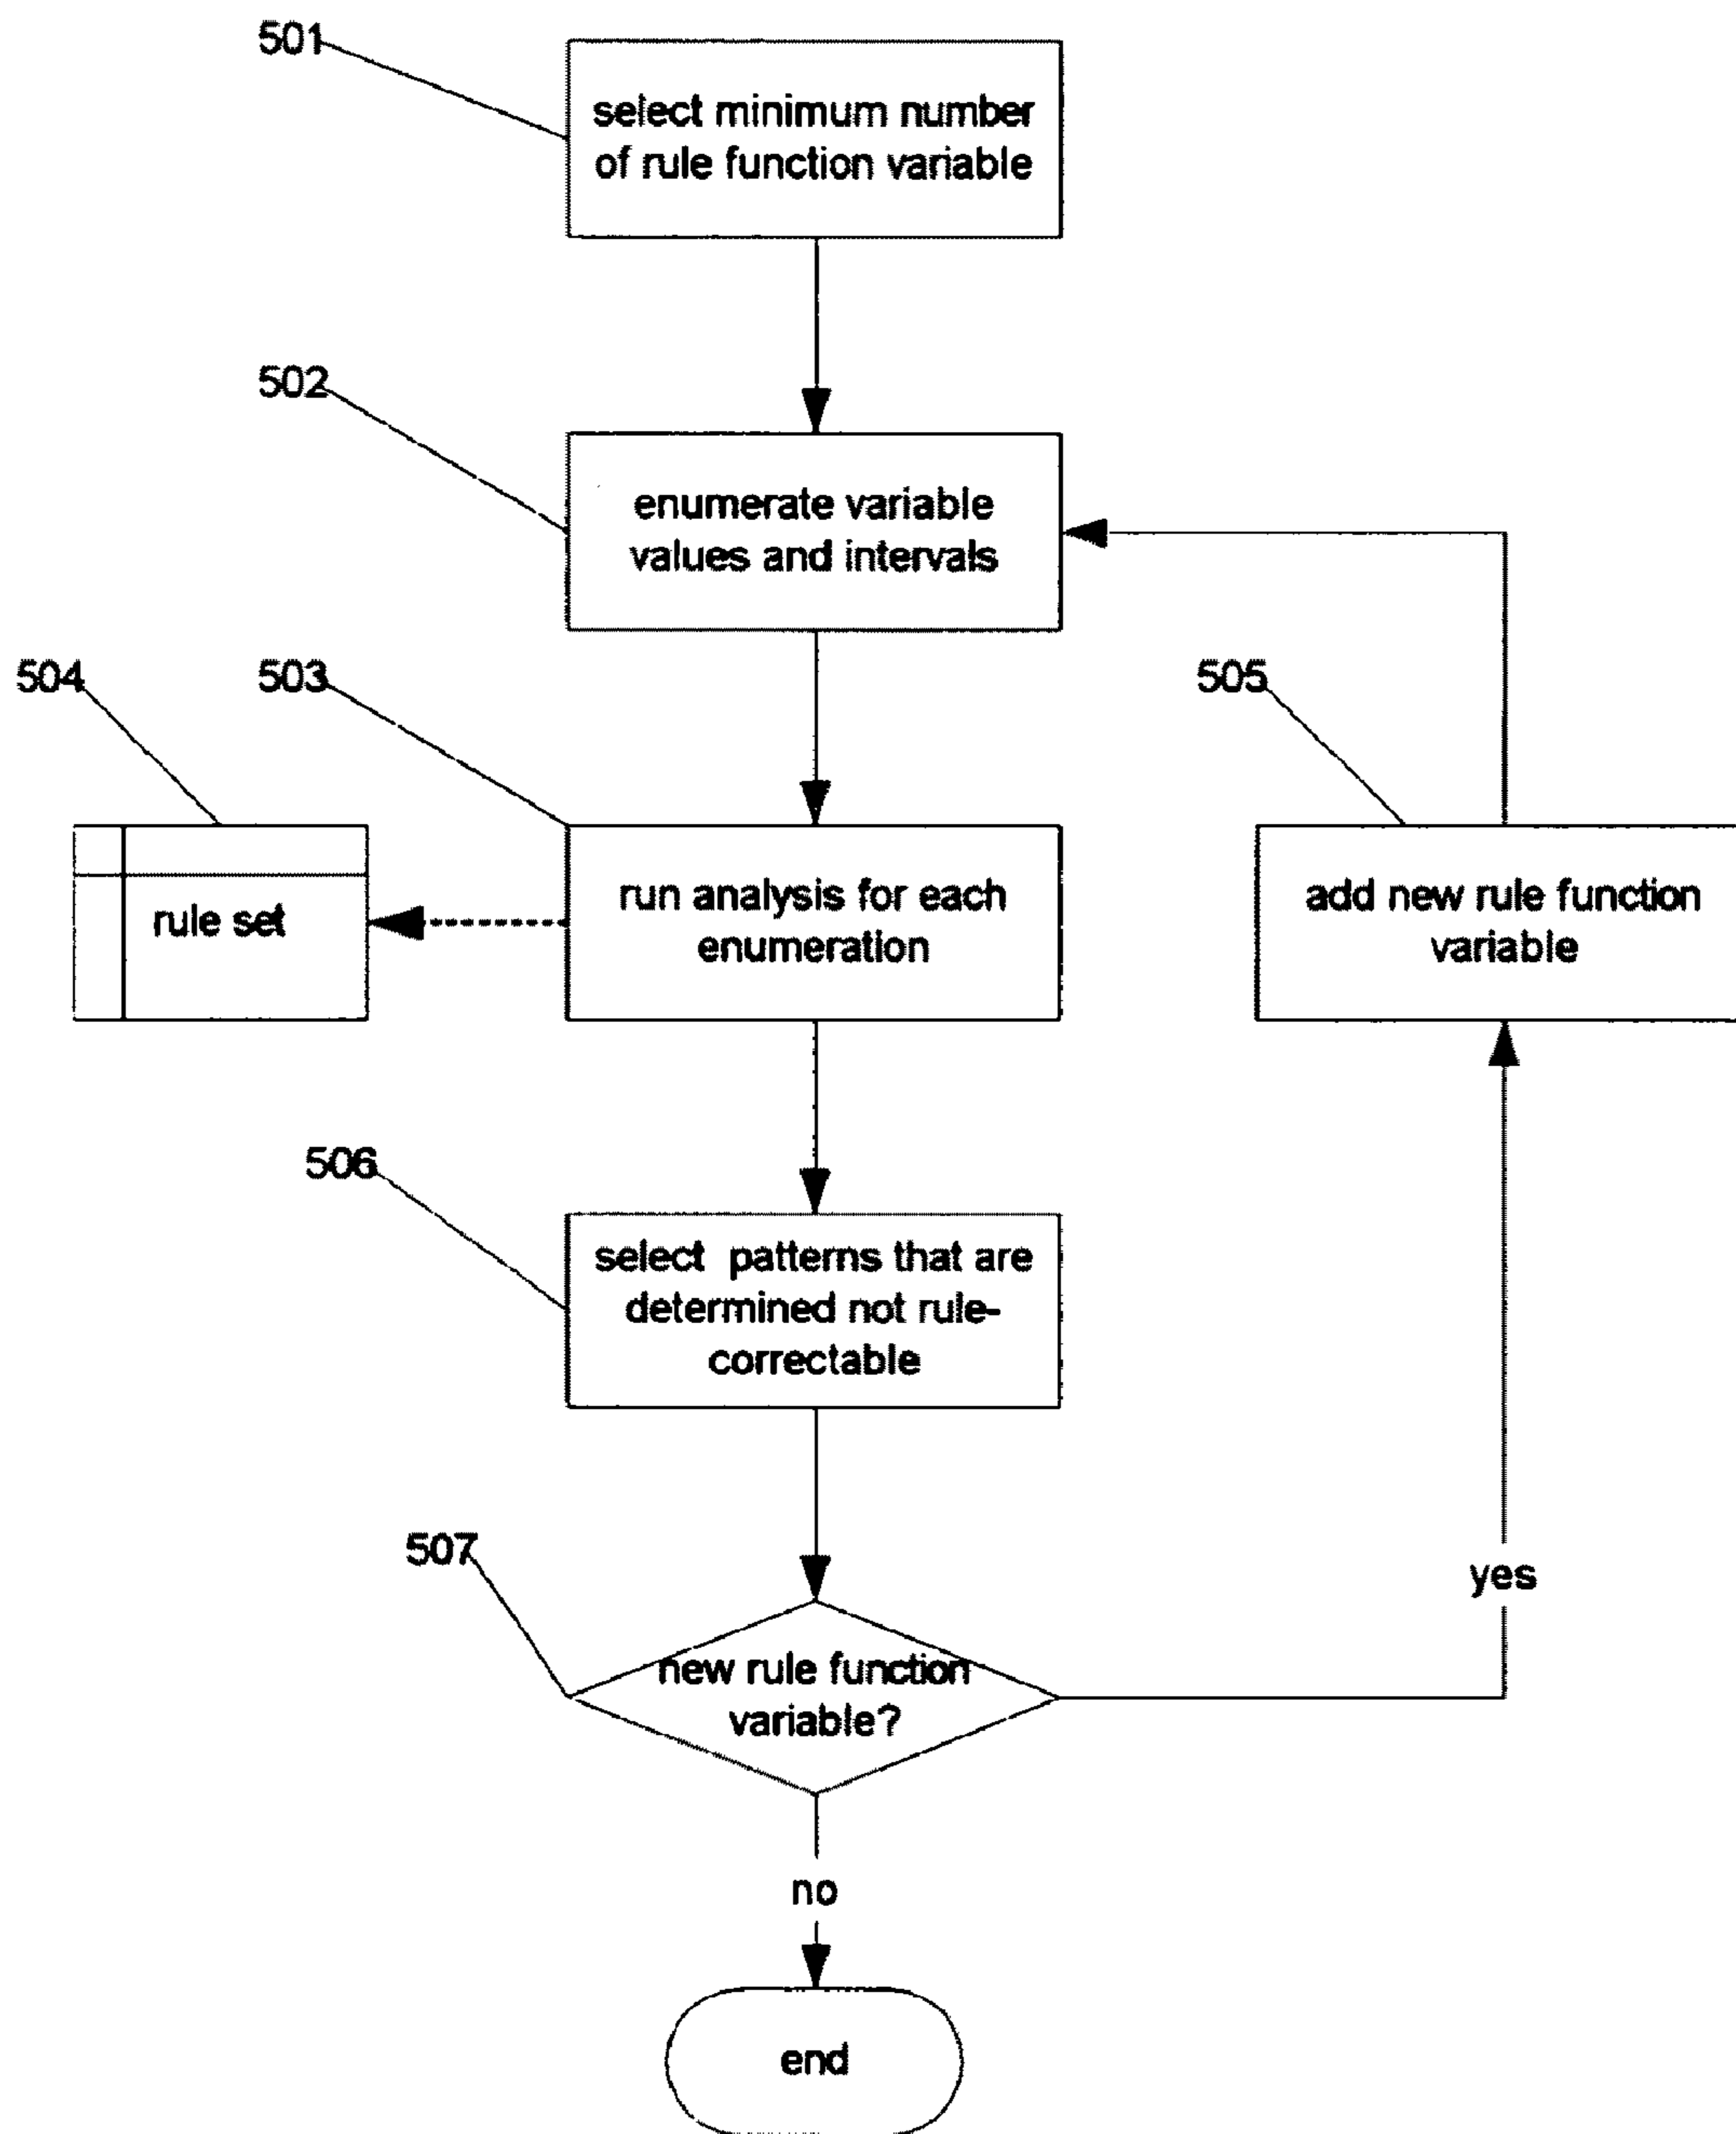 501
select minimum number
of rule function variable
502
enumerate variable
values and intervals
504
503
505
rule set
run analysis for each
enumeration
add new rule function
variable
506
select patterns that are
determined not rule-
correctable
507
new rule function
variable?
yes
no
end